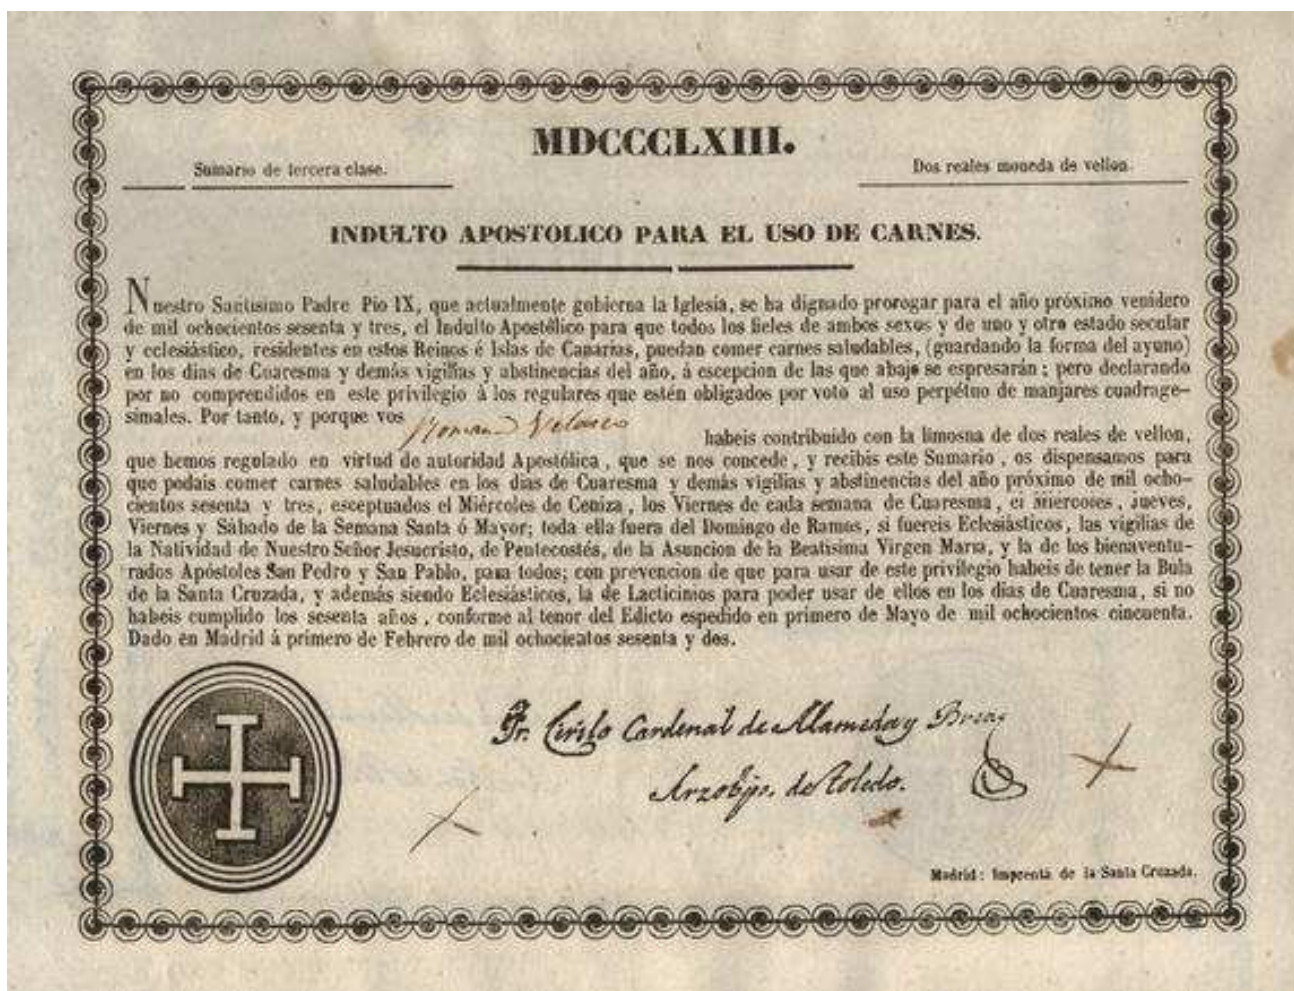 MDCCCLXIII.
Sumario de tercera clase.
Dos reales moneda de vellon.
INDULTO APOSTOLICO PARA EL USO DE CARNES.
Nuestro Santisimo Padre Pio IX, que actualmente gobierna la Iglesia, se ha dignado prorogar para el año próximo venidero
de mil ochocientos sesenta y tres, el Indulto Apostólico para que todos los fieles de ambos sexos y de uno y otro estado secular
y eclesiástico, residentes en estos Reinos é Islas de Canarias, puedan comer carnes saludables, (guardando la forma del ayuno)
en los dias de Cuaresma y demás vigilias y abstinencias del año, á escepcion de las que abajo se espresarán; pero declarando
por no comprendidos en este privilegio á los regulares que estén obligados por voto al uso perpétuo de manjares cuadrage-
simales. Por tanto, y porque vos Velasco
habeis contribuido con la limosna de dos reales de vellon,
que hemos regulado en virtud de autoridad Apostólica, que se nos concede, y recibis este Sumario, os dispensamos para
que podais comer carnes saludables en los dias de Cuaresma y demás vigilias y abstinencias del año próximo de mil ocho-
cientos sesenta y tres, esceptuados el Miércoles de Ceniza, los Viernes de cada semana de Cuaresma, el Miercoles, Jueves,
Viernes y Sábado de la Semana Santa ó Mayor; toda ella fuera del Domingo de Ramos, si fuereis Eclesiásticos, las vigilias de
la Natividad de Nuestro Señor Jesucristo, de Pentecostés, de la Asuncion de la Beatisima Virgen Maria, y la de los bienaventu-
rados Apóstoles San Pedro y San Pablo, para todos; con prevencion de que para usar de este privilegio habeis de tener la Bula
de la Santa Cruzada, y además siendo Eclesiásticos, la de Lacticinios para poder usar de ellos en los dias de Cuaresma, si no
habeis cumplido los sesenta años, conforme al tenor del Edicto espedido en primero de Mayo de mil ochocientos cincuenta.
Dado en Madrid á primero de Febrero de mil ochocientos sesenta y dos.
Fr. Cirilo Cardenal de Alameda y Brea,
Arzobpo. de Toledo.
Madrid: Imprenta de la Santa Cruzada.